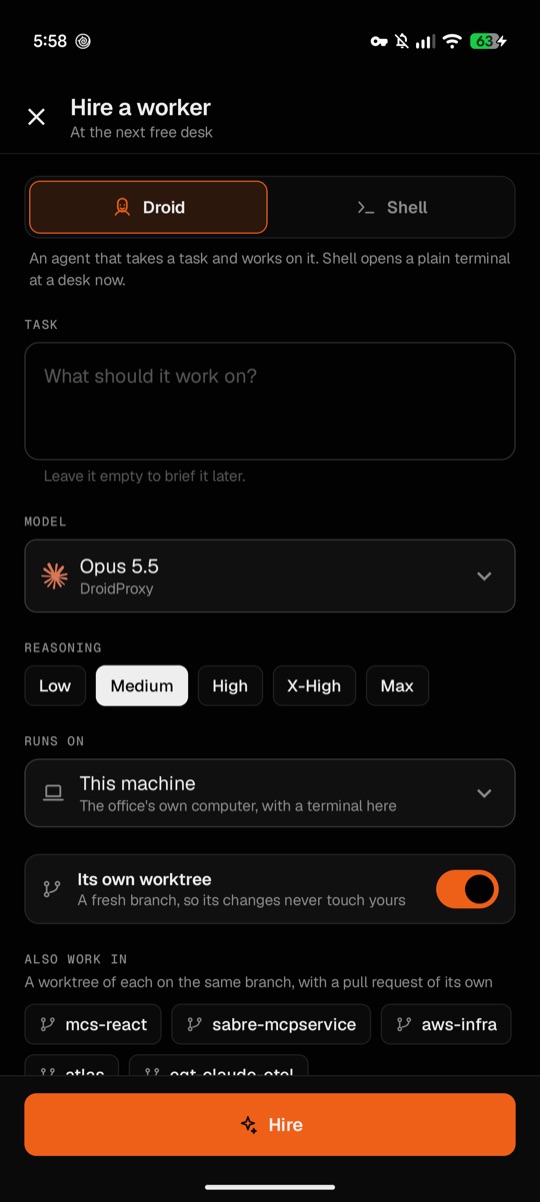 5:58
63
Hire a worker
At the next free desk
Droid
Shell
An agent that takes a task and works on it. Shell opens a plain terminal
at a desk now.
TASK
What should it work on?
Leave it empty to brief it later.
MODEL
Opus 5.5
DroidProxy
REASONING
Low
Medium
High
X-High
Max
RUNS ON
This machine
The office's own computer, with a terminal here
Its own worktree
A fresh branch, so its changes never touch yours
ALSO WORK IN
A worktree of each on the same branch, with a pull request of its own
mcs-react
sabre-mcpservice
aws-infra
atlas
Hire